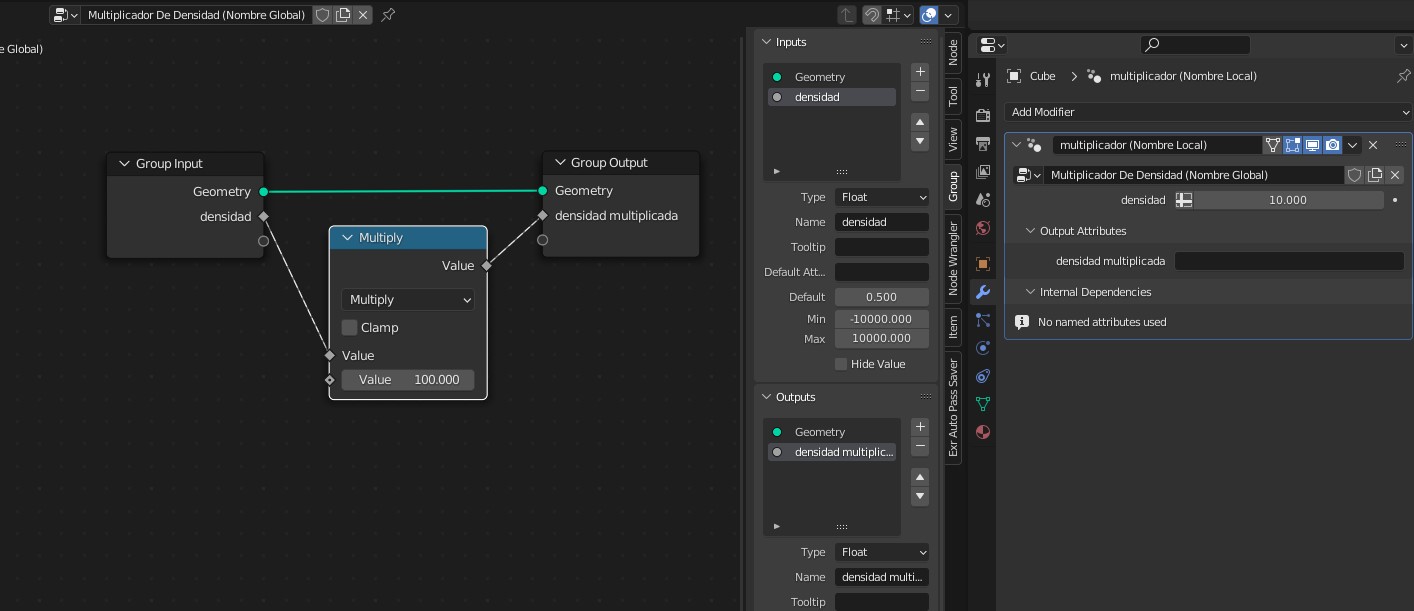 Multiplicador De Densidad (Nombre Global)
e Global)
Group Input
Geometry
densidad
Multiply
Value
Multiply
Clamp
Value
Value 100.000
Group Output
Geometry
densidad multiplicada
Inputs
Geometry
densidad
Type Float
Name densidad
Tooltip
Default Att...
Default 0.500
Min -10000.000
Max 10000.000
Hide Value
Outputs
Geometry
densidad multiplic...
Type Float
Name densidad multi...
Tooltip
Node
Tool
View
Group
Node Wrangler
Item
Exr Auto Pass Saver
Cube > multiplicador (Nombre Local)
Add Modifier
multiplicador (Nombre Local)
Multiplicador De Densidad (Nombre Global)
densidad 10.000
Output Attributes
densidad multiplicada
Internal Dependencies
No named attributes used